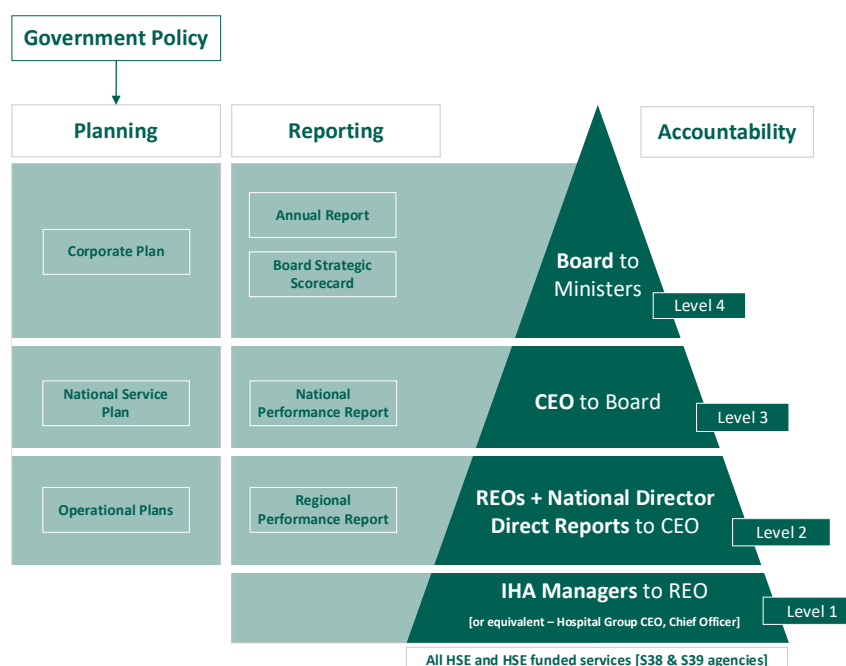 Government Policy
Planning
Reporting
Accountability
Corporate Plan
Annual Report
Board Strategic
Scorecard
Board to
Ministers
Level 4
National Service
Plan
National
Performance Report
CEO to Board
Level 3
Operational Plans
Regional
Performance Report
REOs + National Director
Direct Reports to CEO
Level 2
IHA Managers to REO
[or equivalent – Hospital Group CEO, Chief Officer]
Level 1
All HSE and HSE funded services [S38 & S39 agencies]